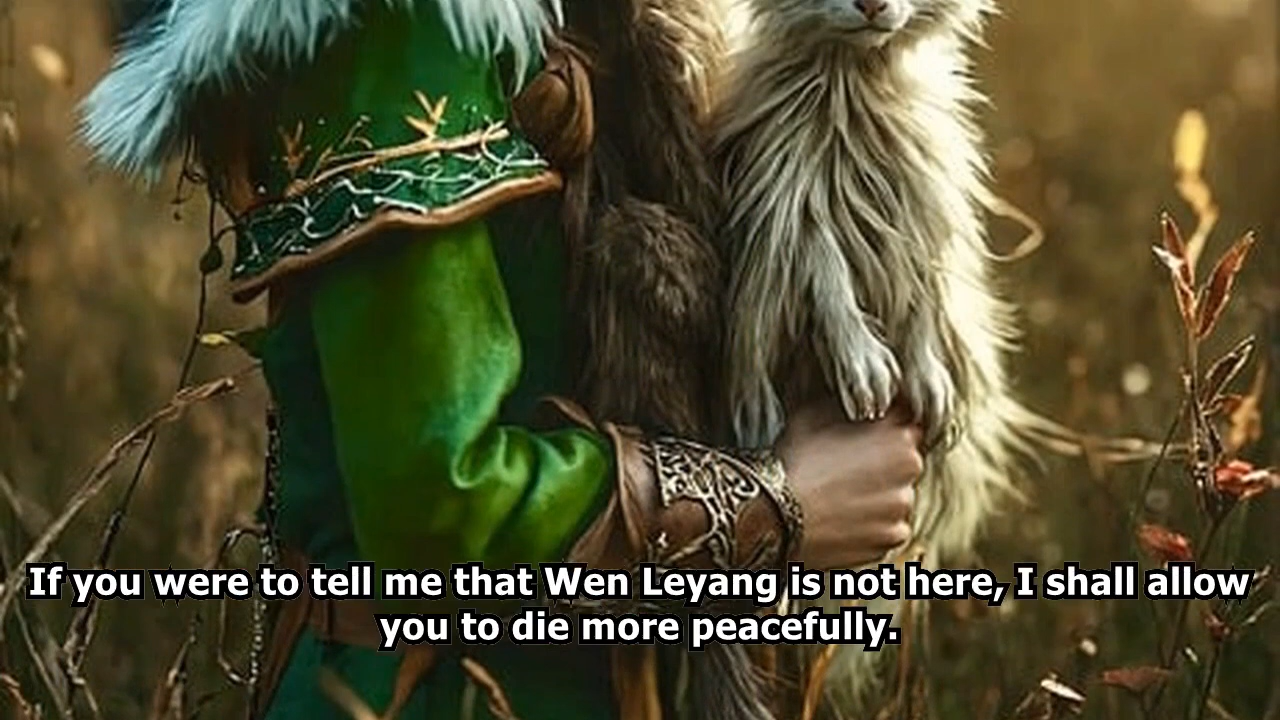 If you were to tell me that Wen Leyang is not here, I shall allow
you to die more peacefully.